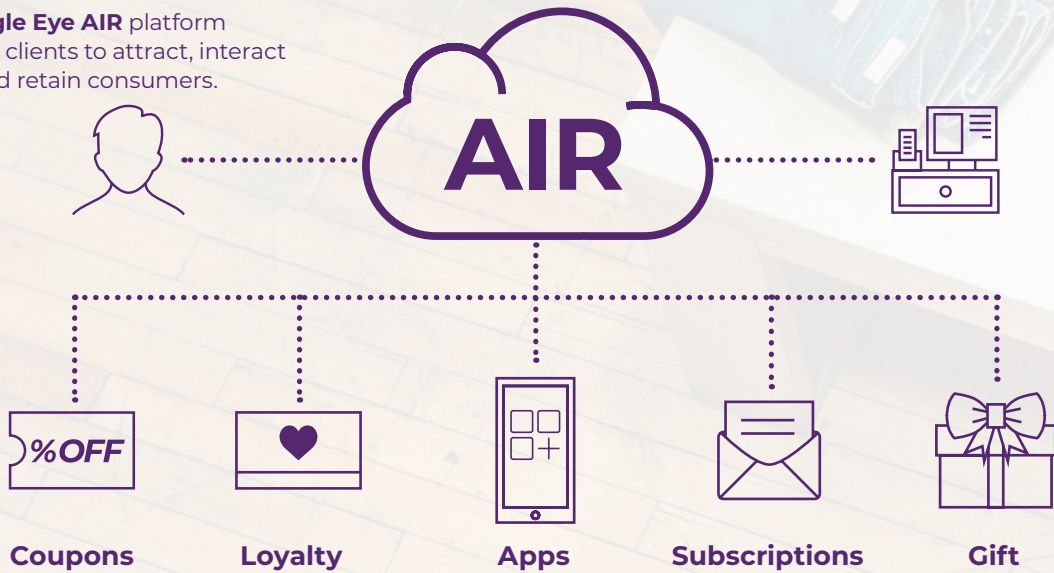 gle Eye AIR platform
clients to attract, interact
d retain consumers.
AIR
%OFF
Coupons
Loyalty
Apps
Subscriptions
Gift